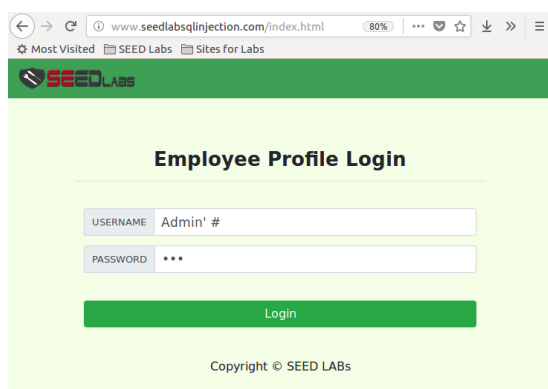 www.seedlabsqlinjection.com/index.html 80%
Most Visited SEED Labs Sites for Labs
SEEDLABS
Employee Profile Login
USERNAME Admin' #
PASSWORD •••
Login
Copyright © SEED LABs